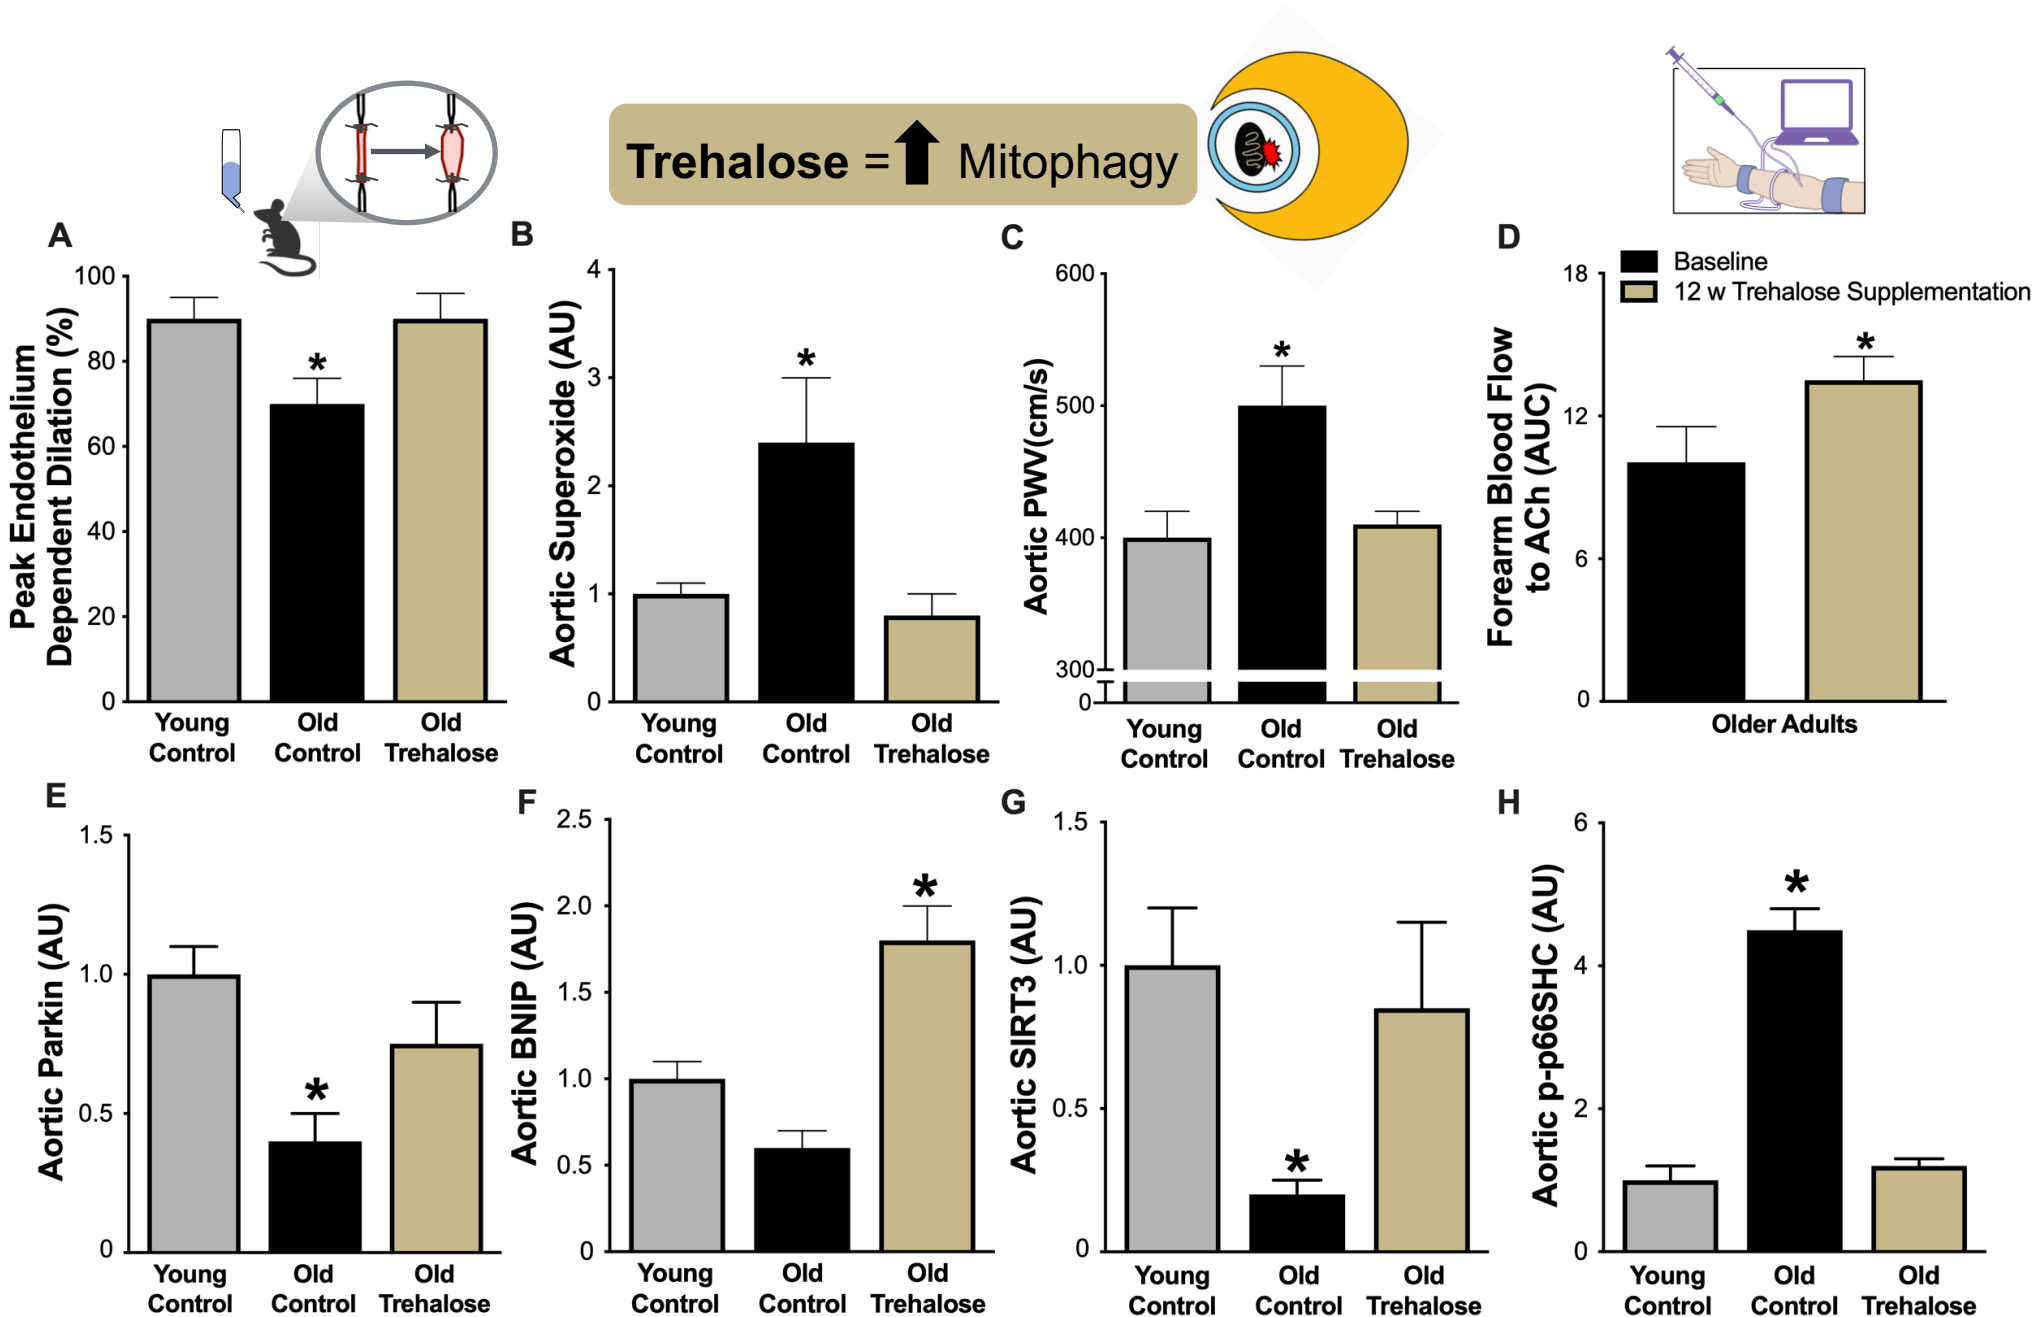 Trehalose = Mitophagy
A
Peak Endothelium
Dependent Dilation (%)
100
80
60
40
20
0
*
Young
Control
Old
Control
Old
Trehalose
B
Aortic Superoxide (AU)
4
3
2
1
0
*
Young
Control
Old
Control
Old
Trehalose
C
Aortic PWV(cm/s)
600
500
400
300
0
*
Young
Control
Old
Control
Old
Trehalose
D
Baseline
12 w Trehalose Supplementation
Forearm Blood Flow
to ACh (AUC)
18
12
6
0
*
Older Adults
E
Aortic Parkin (AU)
1.5
1.0
0.5
0
*
Young
Control
Old
Control
Old
Trehalose
F
Aortic BNIP (AU)
2.5
2.0
1.5
1.0
0.5
0
*
Young
Control
Old
Control
Old
Trehalose
G
Aortic SIRT3 (AU)
1.5
1.0
0.5
0
*
Young
Control
Old
Control
Old
Trehalose
H
Aortic p-p66SHC (AU)
6
4
2
0
*
Young
Control
Old
Control
Old
Trehalose